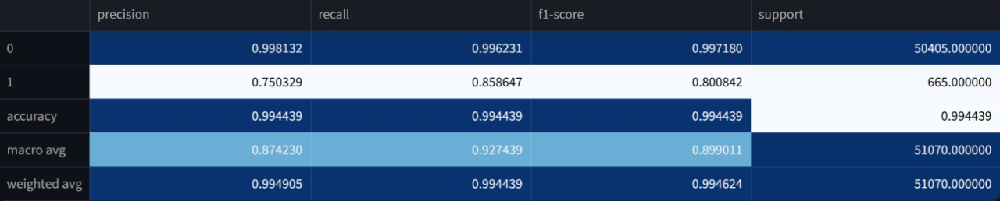 precision recall f1-score support
0 0.998132 0.996231 0.997180 50405.000000
1 0.750329 0.858647 0.800842 665.000000
accuracy 0.994439 0.994439 0.994439 0.994439
macro avg 0.874230 0.927439 0.899011 51070.000000
weighted avg 0.994905 0.994439 0.994624 51070.000000